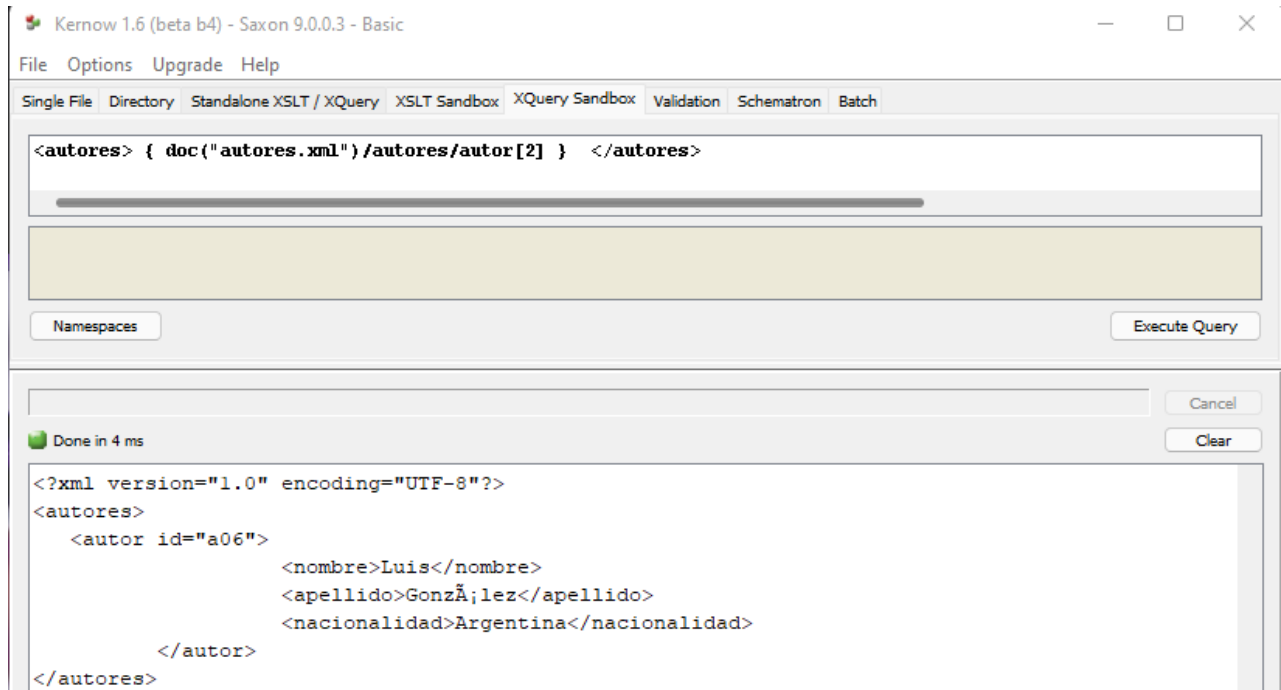 Kernow 1.6 (beta b4) - Saxon 9.0.0.3 - Basic
File Options Upgrade Help
Single File Directory Standalone XSLT / XQuery XSLT Sandbox XQuery Sandbox Validation Schematron Batch
<autores> { doc("autores.xml")/autores/autor[2] }  </autores>
Namespaces Execute Query
Cancel
Done in 4 ms Clear
<?xml version="1.0" encoding="UTF-8"?>
<autores>
   <autor id="a06">
                    <nombre>Luis</nombre>
                    <apellido>GonzÃ¡lez</apellido>
                    <nacionalidad>Argentina</nacionalidad>
          </autor>
</autores>